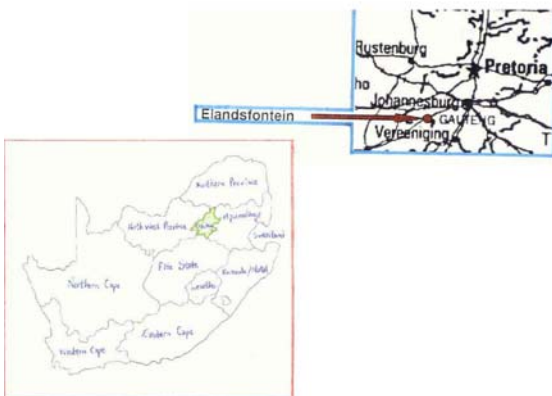 Rustenburg
Pretoria
ho
Johannesburg
Elandsfontein
GAUTENG
Vereeniging
T
Northern Province
Mpumalanga
North west Province
Swaziland
Free State
Kwazulu/Natal
Northern Cape
Lesotho
Eastern Cape
Western Cape